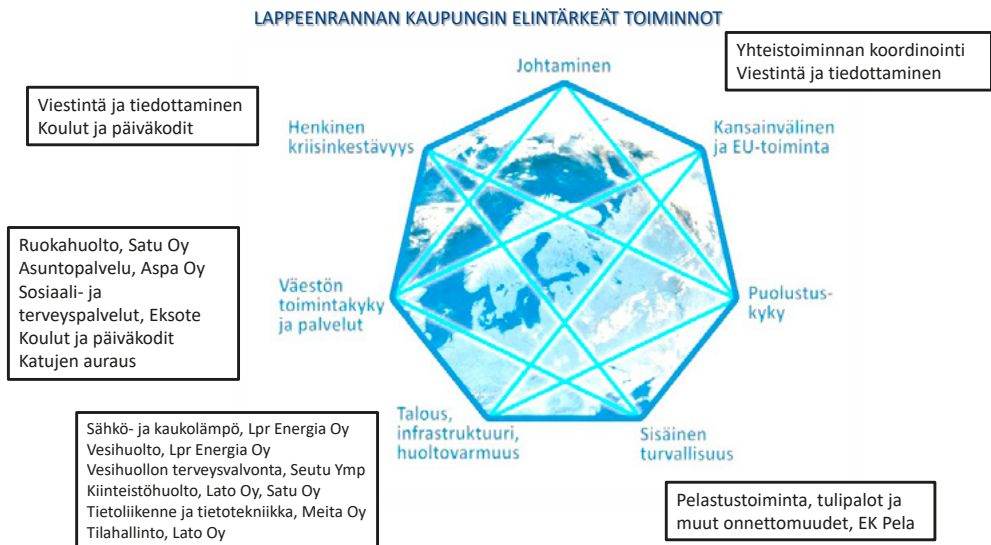 LAPPEENRANNAN KAUPUNGIN ELINTÄRKEÄT TOIMINNOT
Yhteistoiminnan koordinointi
Viestintä ja tiedottaminen
Johtaminen
Viestintä ja tiedottaminen
Koulut ja päiväkodit
Henkinen
kriisinkestävyys
Kansainvälinen
ja EU-toiminta
Ruokahuolto, Satu Oy
Asuntopalvelu, Aspa Oy
Sosiaali- ja
terveyspalvelut, Eksote
Koulut ja päiväkodit
Katujen auraus
Väestön
toimintakyky
ja palvelut
Puolustus-
kyky
Talous,
infrastruktuuri,
huoltovarmuus
Sisäinen
turvallisuus
Sähkö- ja kaukolämpö, Lpr Energia Oy
Vesihuolto, Lpr Energia Oy
Vesihuollon terveysvalvonta, Seutu Ymp
Kiinteistöhuolto, Lato Oy, Satu Oy
Tietoliikenne ja tietotekniikka, Meita Oy
Tilahallinto, Lato Oy
Pelastustoiminta, tulipalot ja
muut onnettomuudet, EK Pela